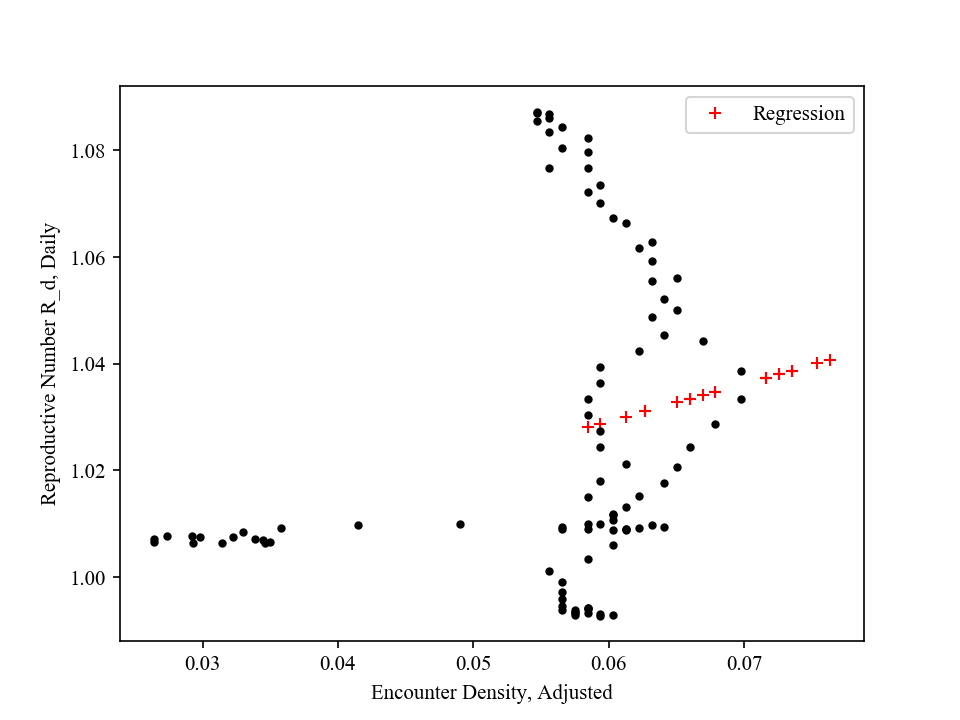 Regression
1.08
1.06
1.04
1.02
1.00
Reproductive Number R_d, Daily
0.03 0.04 0.05 0.06 0.07
Encounter Density, Adjusted